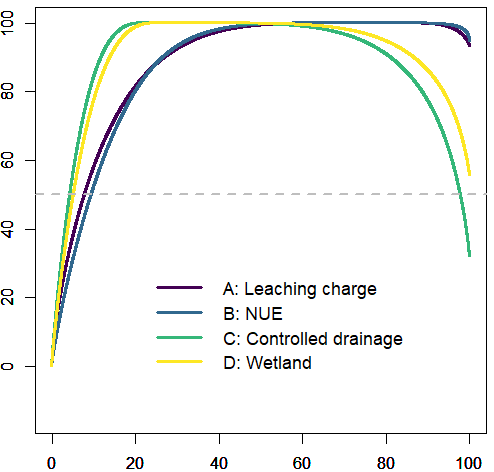 100
80
60
40
20
0
A: Leaching charge
B: NUE
C: Controlled drainage
D: Wetland
0 20 40 60 80 100